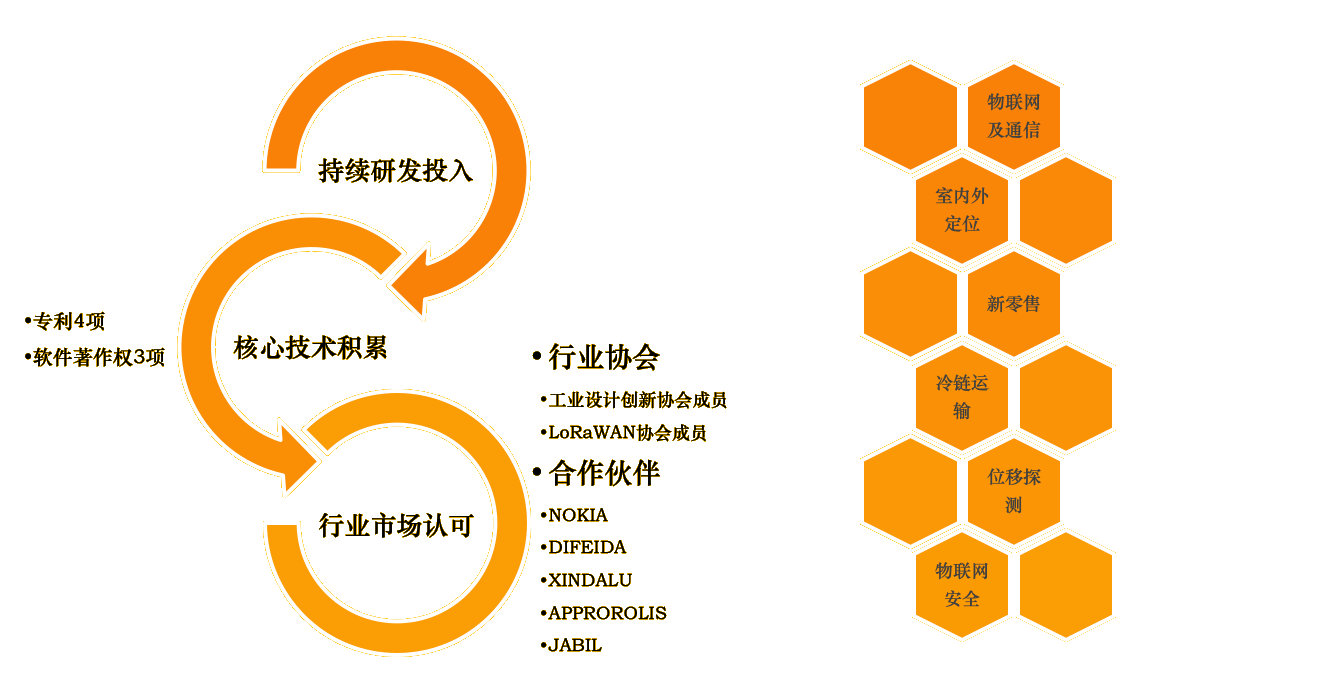 持续研发投入
核心技术积累
•专利4项
•软件著作权3项
行业市场认可
• 行业协会
•工业设计创新协会成员
•LoRaWAN协会成员
• 合作伙伴
•NOKIA
•DIFEIDA
•XINDALU
•APPROROLIS
•JABIL
物联网
及通信
室内外
定位
新零售
冷链运
输
位移探
测
物联网
安全